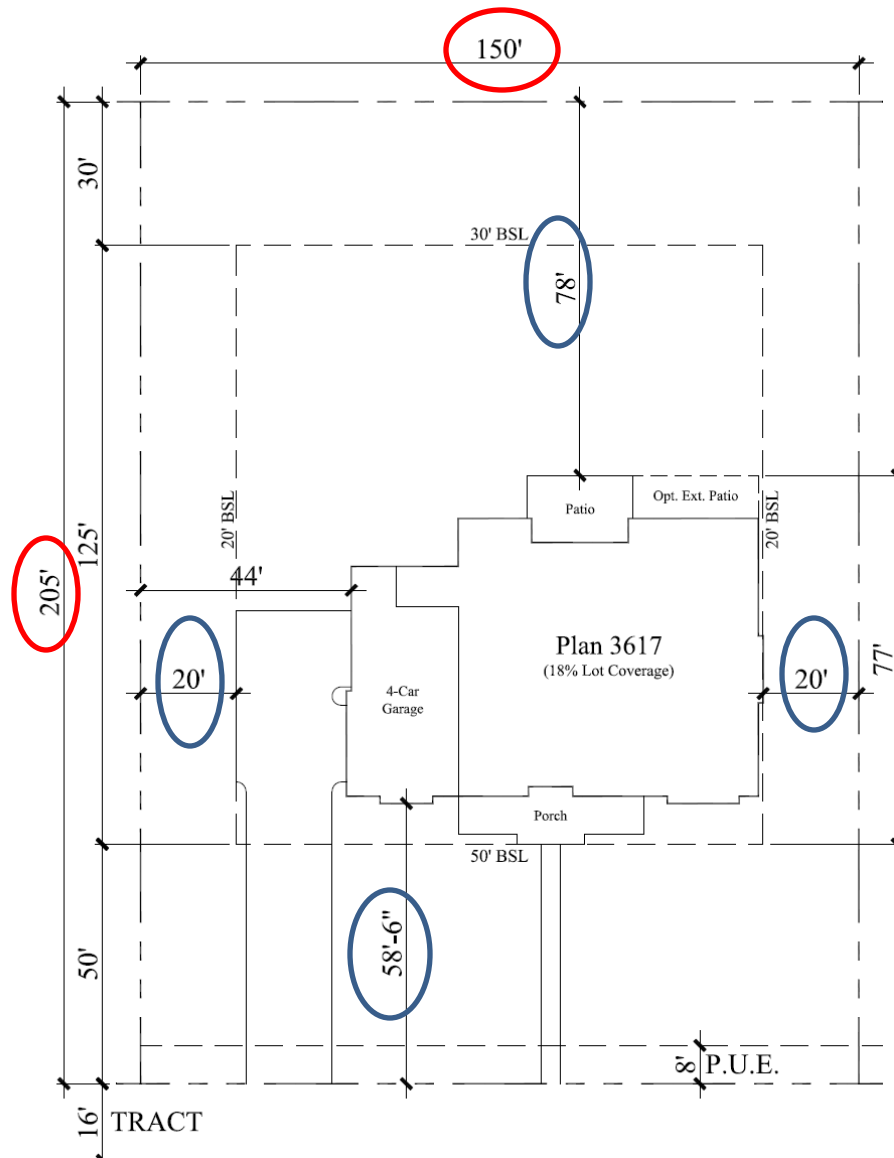 150'
30'
30' BSL
78'
Patio
Opt. Ext. Patio
20' BSL
20' BSL
125'
205'
44'
Plan 3617
(18% Lot Coverage)
77'
20'
20'
4-Car
Garage
Porch
50' BSL
58'-6"
50'
8'
P.U.E.
16'
TRACT